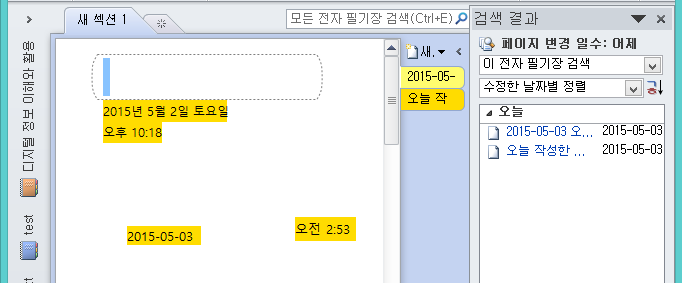 새 섹션 1
모든 전자 필기장 검색(Ctrl+E)
디지털 정보 이해와 활용
test
새.
2015-05-
오늘 작
2015년 5월 2일 토요일
오후 10:18
2015-05-03
오전 2:53
검색 결과
페이지 변경 일수: 어제
이 전자 필기장 검색
수정한 날짜별 정렬
오늘
2015-05-03 오... 2015-05-03
오늘 작성한 ... 2015-05-03